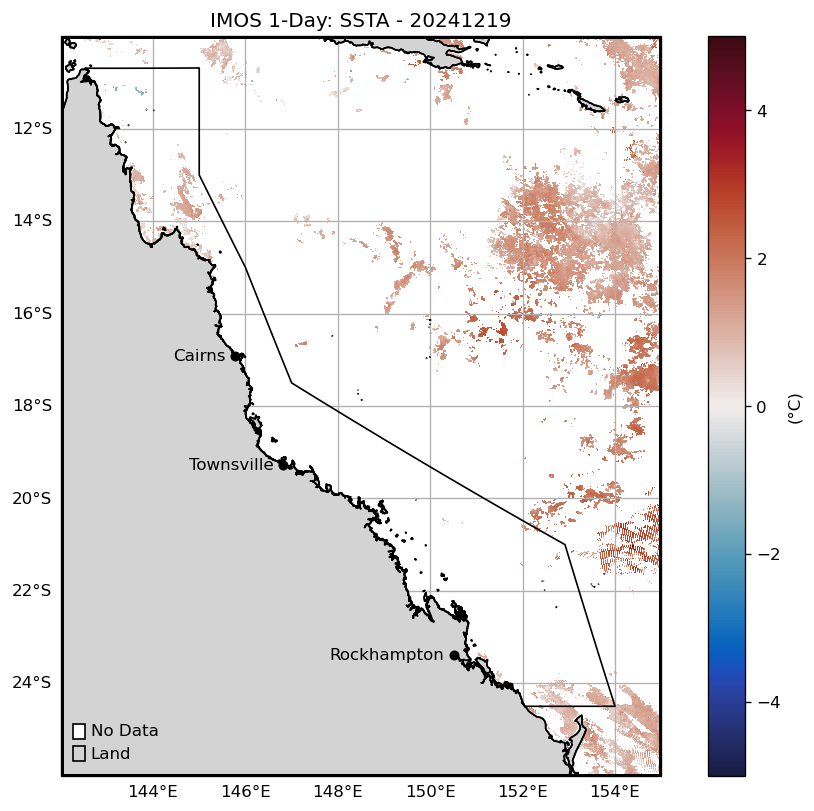 IMOS 1-Day: SSTA - 20241219
12°S
14°S
16°S
18°S
20°S
22°S
24°S
Cairns
Townsville
Rockhampton
No Data
Land
144°E 146°E 148°E 150°E 152°E 154°E
4
2
0
−2
−4
(°C)